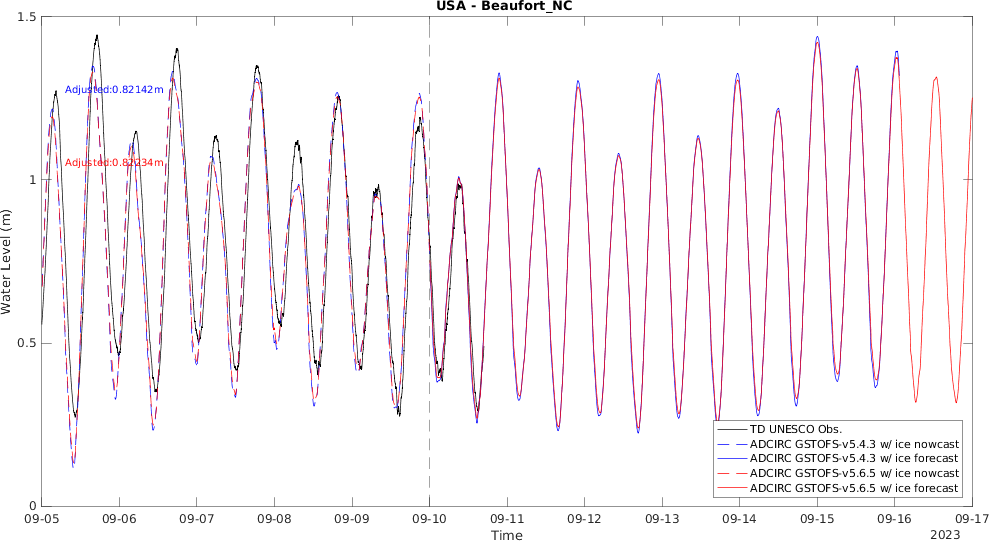 USA - Beaufort_NC
1.5
Adjusted:0.82142m
Adjusted:0.82234m
1
Water Level (m)
0.5
0
TD UNESCO Obs.
ADCIRC GSTOFS-v5.4.3 w/ ice nowcast
ADCIRC GSTOFS-v5.4.3 w/ ice forecast
ADCIRC GSTOFS-v5.6.5 w/ ice nowcast
ADCIRC GSTOFS-v5.6.5 w/ ice forecast
09-05 09-06 09-07 09-08 09-09 09-10 09-11 09-12 09-13 09-14 09-15 09-16 09-17
Time
2023